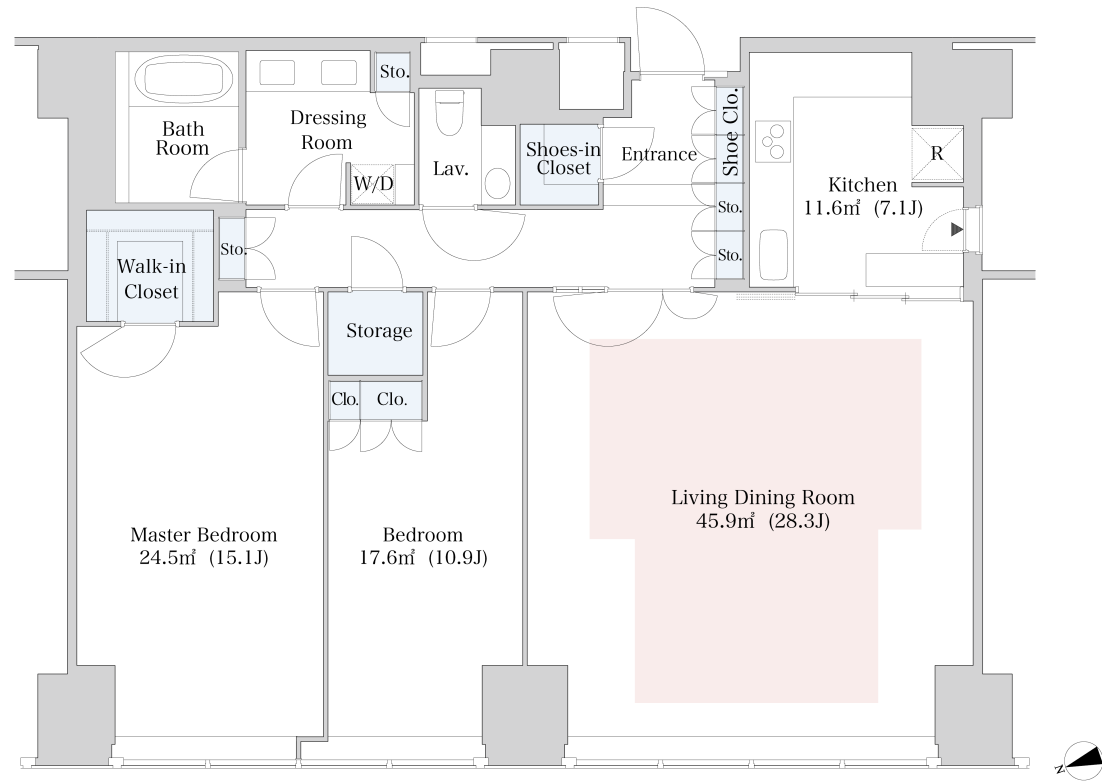 Sto.
Bath
Room
Dressing
Room
W/D
Lav.
Shoes-in
Closet
Entrance
Shoe Clo.
Sto.
Sto.
Kitchen
11.6㎡ (7.1J)
R
Walk-in
Closet
Sto.
Storage
Clo.
Clo.
Master Bedroom
24.5㎡ (15.1J)
Bedroom
17.6㎡ (10.9J)
Living Dining Room
45.9㎡ (28.3J)
N